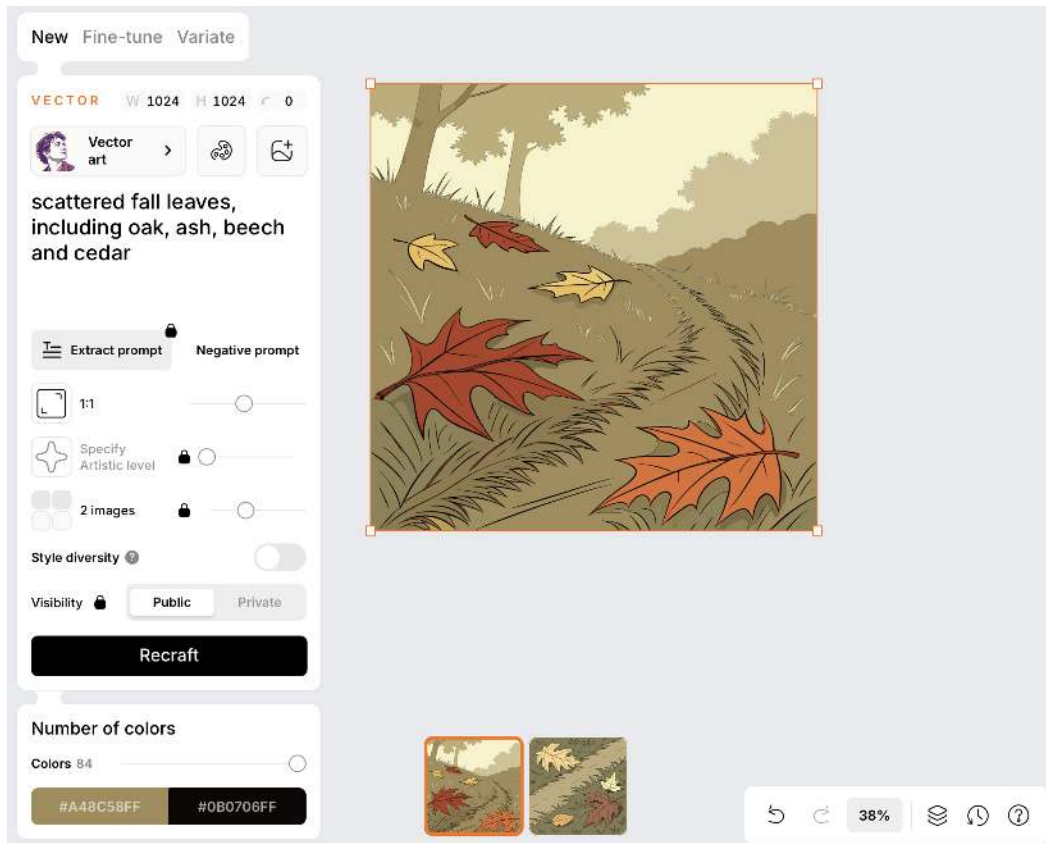 New Fine-tune Variate
VECTOR W 1024 H 1024 0
Vector
art
scattered fall leaves,
including oak, ash, beech
and cedar
Extract prompt Negative prompt
1:1
Specify
Artistic level
2 images
Style diversity ?
Visibility Public Private
Recraft
Number of colors
Colors 84
#A48C58FF #0B0706FF
38% ?